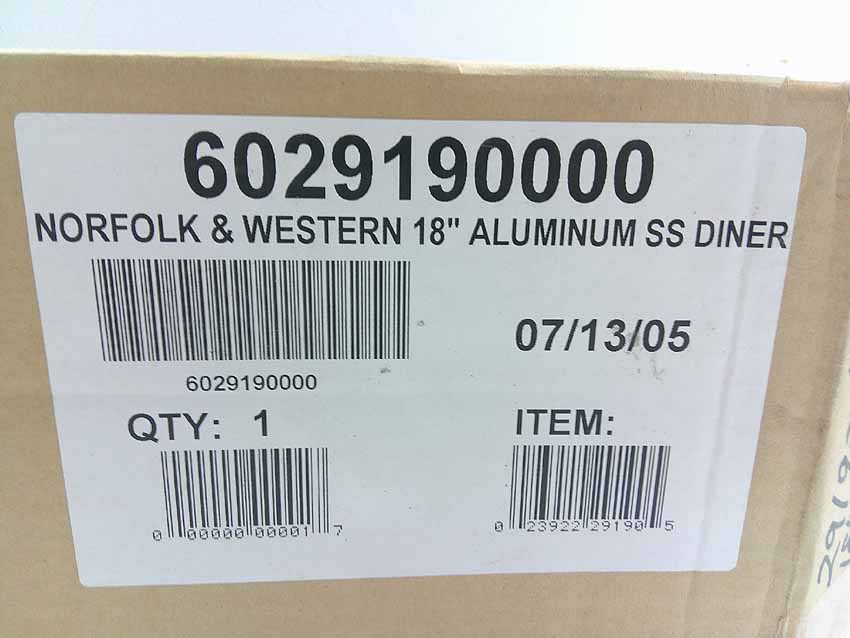 6029190000
NORFOLK & WESTERN 18" ALUMINUM SS DINER
07/13/05
6029190000
QTY: 1
ITEM:
0 00000 00001 7
0 23922 29190 5